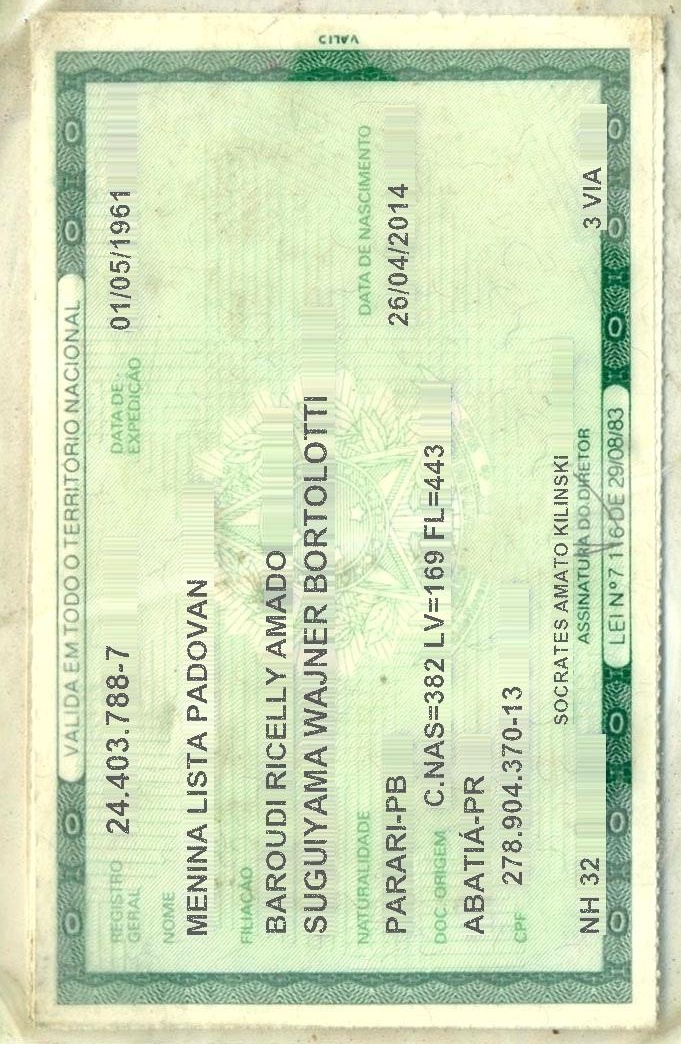 VALIDA EM TODO O TERRITÓRIO NACIONAL
REGISTRO GERAL 24.403.788-7 DATA DE EXPEDIÇÃO 01/05/1961
NOME
MENINA LISTA PADOVAN
FILIAÇÃO
BAROUDI RICELLY AMADO
SUGUIYAMA WAJNER BORTOLOTTI
NATURALIDADE DATA DE NASCIMENTO
PARARI-PB 26/04/2014
DOC. ORIGEM C.NAS=382 LV=169 FL=443
ABATIÁ-PR
CPF 278.904.370-13
SOCRATES AMATO KILINSKI
ASSINATURA DO DIRETOR
NH 32 3 VIA
LEI Nº 7.116 DE 29/08/83